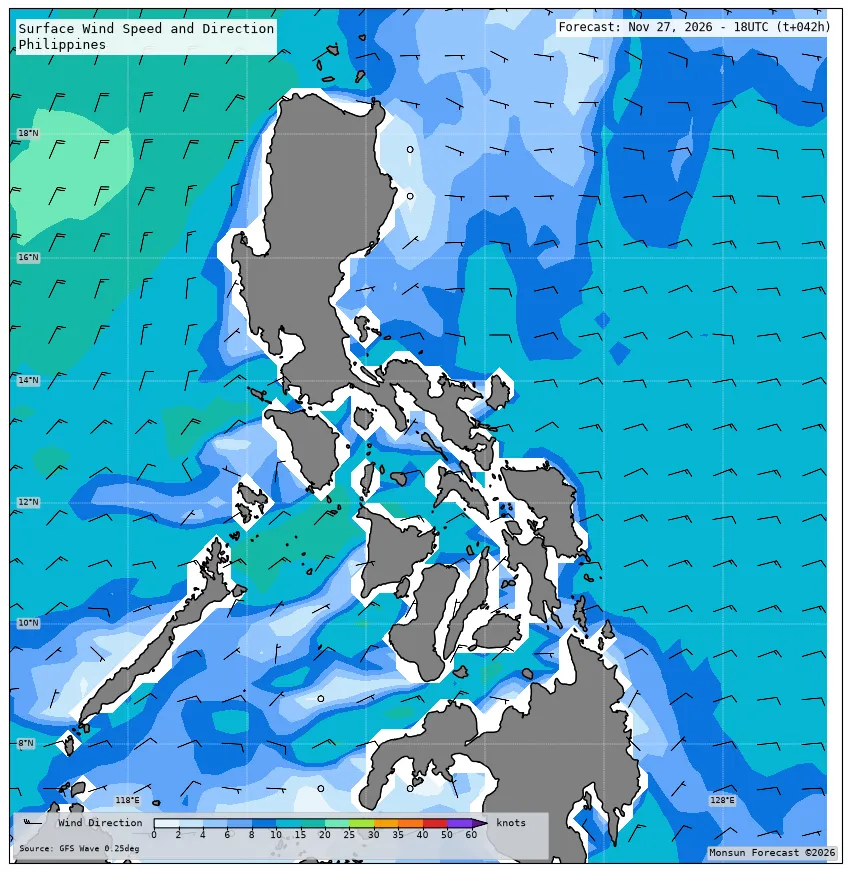 Surface Wind Speed and Direction
Philippines
Forecast: Nov 27, 2026 - 18UTC (t+042h)
18°N
16°N
14°N
12°N
10°N
8°N
118°E
128°E
Wind Direction
0 2 4 6 8 10 15 20 25 30 35 40 50 60
knots
Source: GFS Wave 0.25deg
Monsun Forecast ©2026